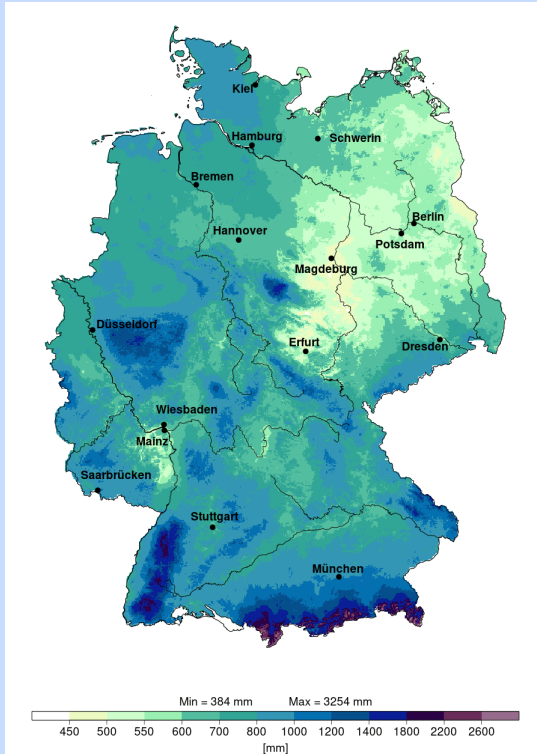 Kiel
Hamburg
Schwerin
Bremen
Berlin
Hannover
Potsdam
Magdeburg
Düsseldorf
Erfurt
Dresden
Wiesbaden
Mainz
Saarbrücken
Stuttgart
München
Min = 384 mm Max = 3254 mm
450 500 550 600 700 800 1000 1200 1400 1800 2200 2600
[mm]